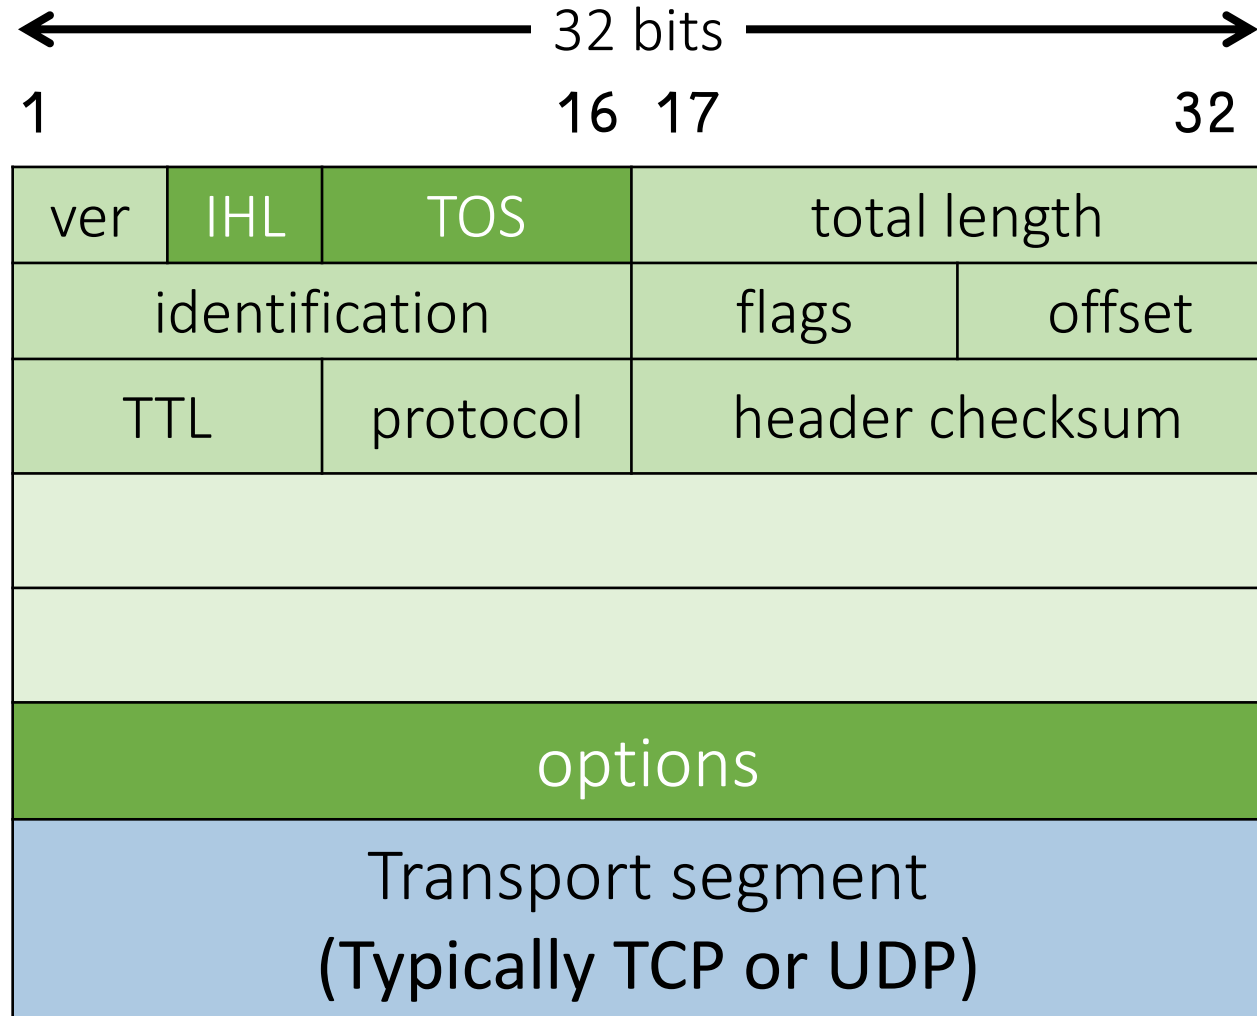 32 bits
1 16 17 32
ver IHL TOS total length
identification flags offset
TTL protocol header checksum
options
Transport segment
(Typically TCP or UDP)